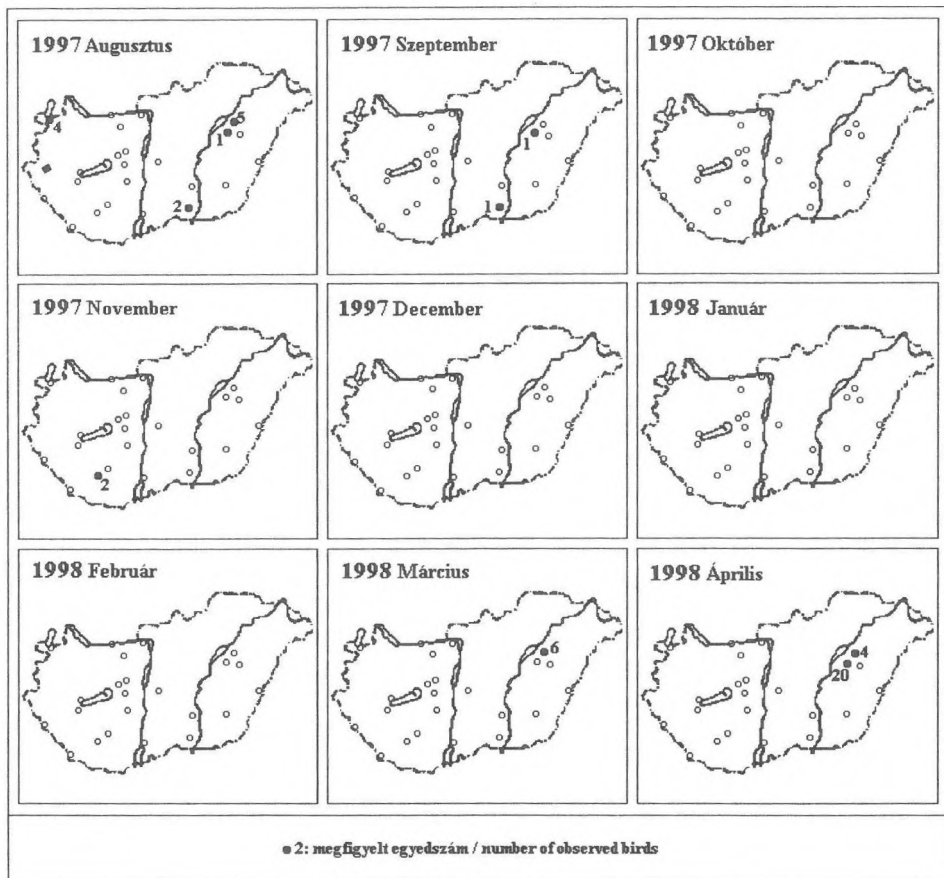 1997 Augusztus
4
5
1
2
1997 Szeptember
1
1
1997 Október
1997 November
2
1997 December
1998 Január
1998 Február
1998 Március
6
1998 Április
4
20
2: megfigyelt egyedszám / number of observed birds